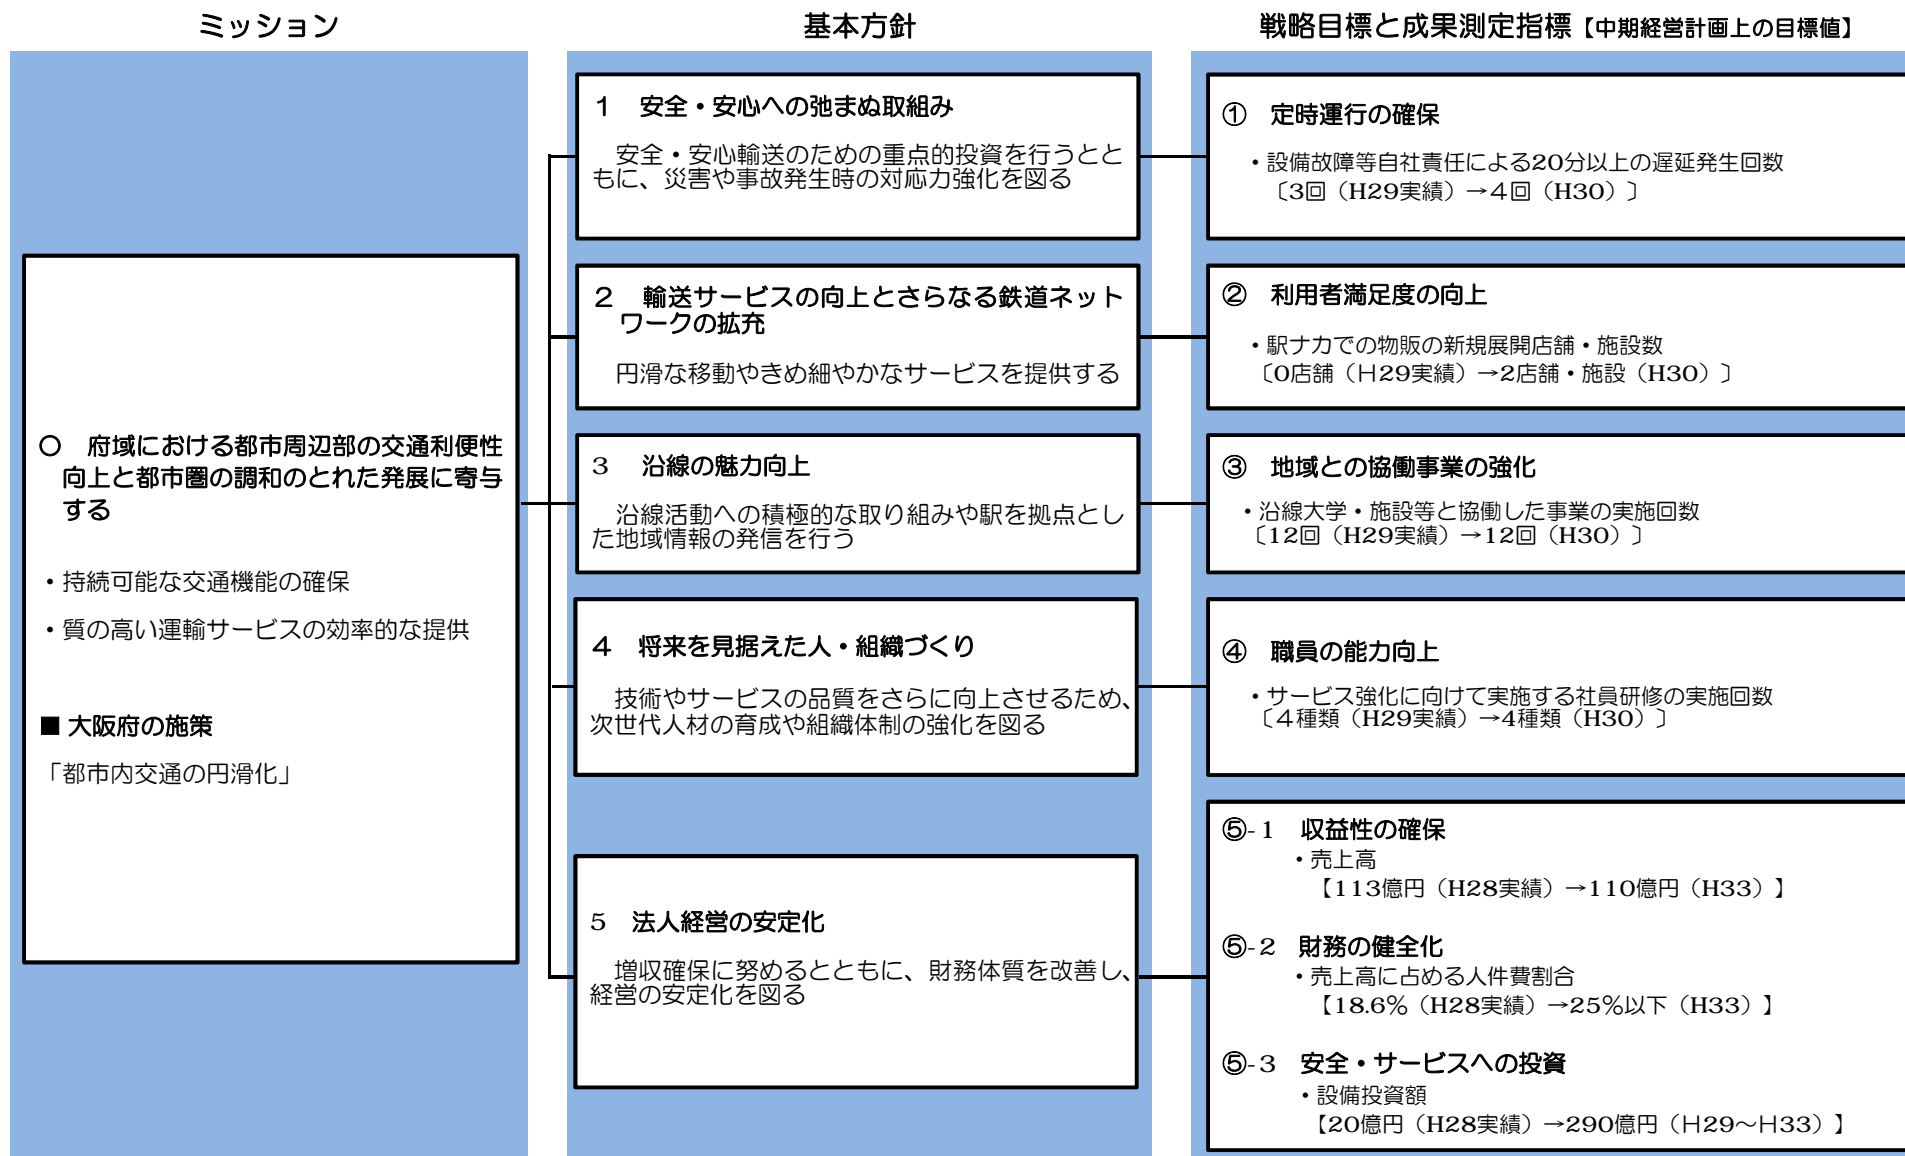 ミッション
○　府域における都市周辺部の交通利便性
向上と都市圏の調和のとれた発展に寄与
する
・持続可能な交通機能の確保
・質の高い運輸サービスの効率的な提供
■ 大阪府の施策
「都市内交通の円滑化」
基本方針
１　安全・安心への弛まぬ取組み
安全・安心輸送のための重点的投資を行うとと
もに、災害や事故発生時の対応力強化を図る
２　輸送サービスの向上とさらなる鉄道ネット
ワークの拡充
円滑な移動やきめ細やかなサービスを提供する
3　沿線の魅力向上
沿線活動への積極的な取り組みや駅を拠点とし
た地域情報の発信を行う
４　将来を見据えた人・組織づくり
技術やサービスの品質をさらに向上させるため、
次世代人材の育成や組織体制の強化を図る
5　法人経営の安定化
増収確保に努めるとともに、財務体質を改善し、
経営の安定化を図る
戦略目標と成果測定指標【中期経営計画上の目標値】
①　定時運行の確保
・設備故障等自社責任による20分以上の遅延発生回数
〔3回（H29実績）→４回（H30）〕
②　利用者満足度の向上
・駅ナカでの物販の新規展開店舗・施設数
〔0店舗（Ｈ29実績）→2店舗・施設（H30）〕
③　地域との協働事業の強化
・沿線大学・施設等と協働した事業の実施回数
〔12回（H29実績）→12回（H30）〕
④　職員の能力向上
・サービス強化に向けて実施する社員研修の実施回数
〔４種類（H29実績）→4種類（H30）〕
⑤-1　収益性の確保
・売上高
【113億円（H28実績）→110億円（H33）】
⑤-2　財務の健全化
・売上高に占める人件費割合
【18.6％（H28実績）→25％以下（H33）】
⑤-3　安全・サービスへの投資
・設備投資額
【20億円（H28実績）→290億円（Ｈ29～Ｈ33）】